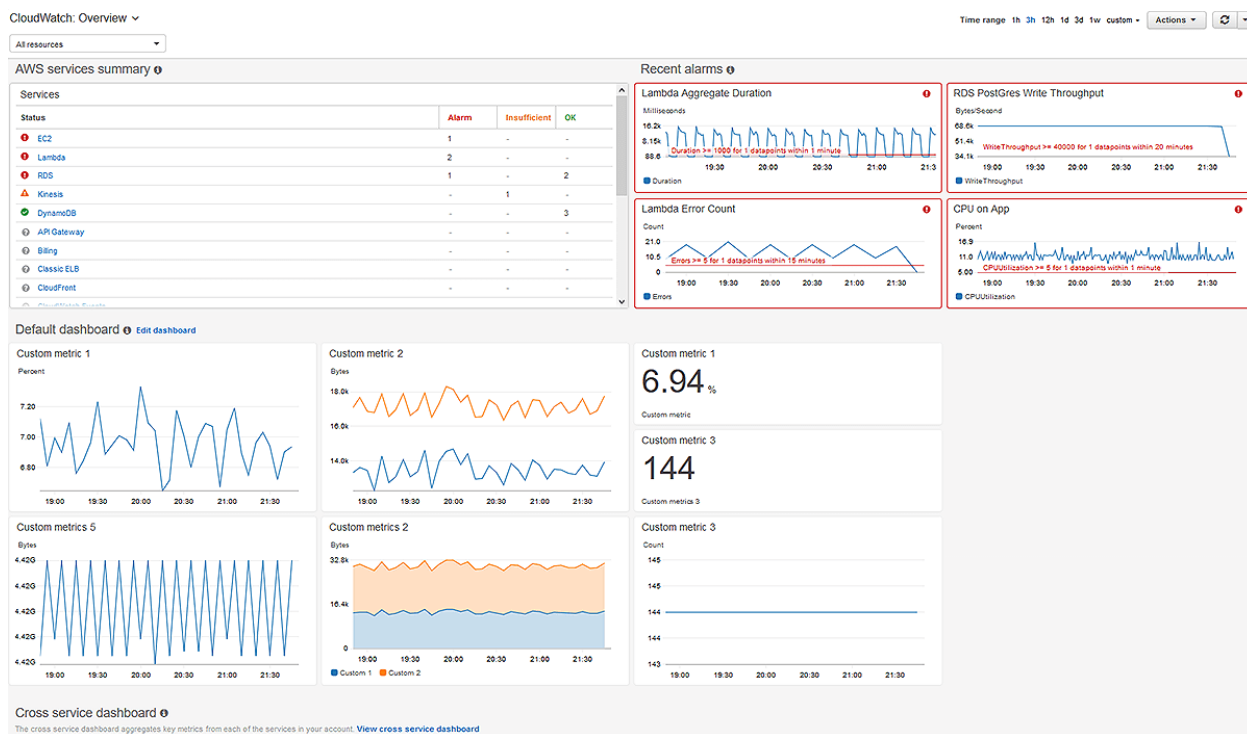 CloudWatch: Overview
Time range 1h 3h 12h 1d 3d 1w custom Actions
All resources
AWS services summary
Services
Status Alarm Insufficient OK
EC2 1 - -
Lambda 2 - -
RDS 1 - 2
Kinesis - 1 -
DynamoDB - - 3
API Gateway - - -
Billing - - -
Classic ELB - - -
CloudFront - - -
CloudWatch Events
Recent alarms
Lambda Aggregate Duration
Milliseconds
16.2k
8.15k
88.6
Duration >= 1000 for 1 datapoints within 1 minute
19:00 19:30 20:00 20:30 21:00 21:3
Duration
RDS PostGres Write Throughput
Bytes/Second
68.6k
51.4k
34.1k
WriteThroughput >= 40000 for 1 datapoints within 20 minutes
19:00 19:30 20:00 20:30 21:00 21:30
WriteThroughput
Lambda Error Count
Count
21.0
10.5
0
Errors >= 5 for 1 datapoints within 15 minutes
19:00 19:30 20:00 20:30 21:00 21:30
Errors
CPU on App
Percent
16.9
11.0
5.00
CPUUtilization >= 5 for 1 datapoints within 1 minute
19:00 19:30 20:00 20:30 21:00 21:30
CPUUtilization
Default dashboard Edit dashboard
Custom metric 1
Percent
7.20
7.00
6.80
19:00 19:30 20:00 20:30 21:00 21:30
Custom metric 2
Bytes
18.0k
16.0k
14.0k
19:00 19:30 20:00 20:30 21:00 21:30
Custom metric 1
6.94 %
Custom metric
Custom metric 3
144
Custom metrics 3
Custom metrics 5
Bytes
4.42G
4.42G
4.42G
4.42G
4.42G
19:00 19:30 20:00 20:30 21:00 21:30
Custom metrics 2
Bytes
32.8k
16.4k
0
19:00 19:30 20:00 20:30 21:00 21:30
Custom 1 Custom 2
Custom metric 3
Count
145
145
144
144
143
19:00 19:30 20:00 20:30 21:00 21:30
Cross service dashboard
The cross service dashboard aggregates key metrics from each of the services in your account. View cross service dashboard